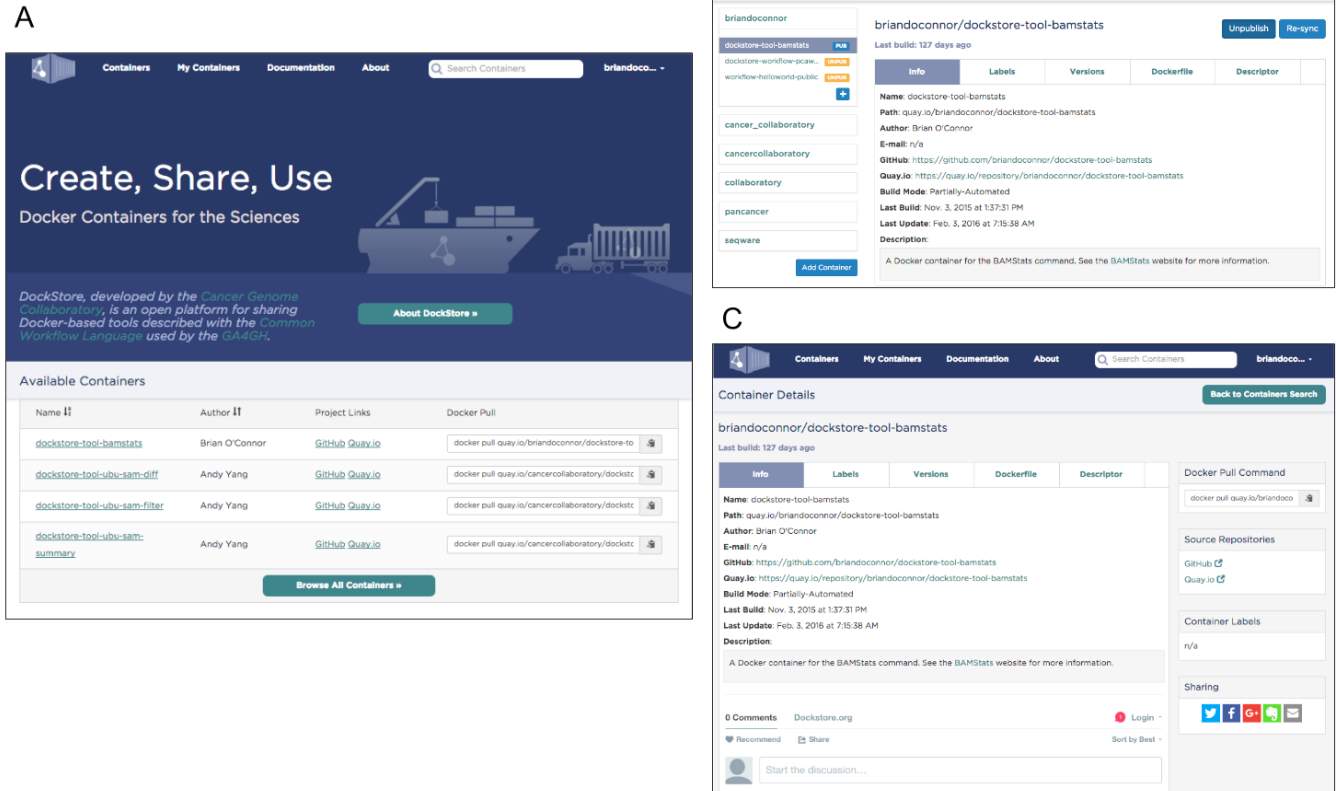 A
Containers My Containers Documentation About Search Containers briandoco...
Create, Share, Use
Docker Containers for the Sciences
DockStore, developed by the Cancer Genome
Collaboratory, is an open platform for sharing
Docker-based tools described with the Common
Workflow Language used by the GA4GH.
About DockStore »
Available Containers
Name Author Project Links Docker Pull
dockstore-tool-bamstats Brian O'Connor GitHub Quay.io docker pull quay.io/briandoconnor/dockstore-to
dockstore-tool-ubu-sam-diff Andy Yang GitHub Quay.io docker pull quay.io/cancercollaboratory/dockstc
dockstore-tool-ubu-sam-filter Andy Yang GitHub Quay.io docker pull quay.io/cancercollaboratory/dockstc
dockstore-tool-ubu-sam-
summary Andy Yang GitHub Quay.io docker pull quay.io/cancercollaboratory/dockstc
Browse All Containers »
briandoconnor
dockstore-tool-bamstats PUB
dockstore-workflow-pcaw... UNPUB
workflow-helloworld-public UNPUB
cancer_collaboratory
cancercollaboratory
collaboratory
pancancer
seqware
Add Container
briandoconnor/dockstore-tool-bamstats Unpublish Re-sync
Last build: 127 days ago
Info Labels Versions Dockerfile Descriptor
Name: dockstore-tool-bamstats
Path: quay.io/briandoconnor/dockstore-tool-bamstats
Author: Brian O'Connor
E-mail: n/a
GitHub: https://github.com/briandoconnor/dockstore-tool-bamstats
Quay.io: https://quay.io/repository/briandoconnor/dockstore-tool-bamstats
Build Mode: Partially-Automated
Last Build: Nov. 3, 2015 at 1:37:31 PM
Last Update: Feb. 3, 2016 at 7:15:38 AM
Description:
A Docker container for the BAMStats command. See the BAMStats website for more information.
C
Containers My Containers Documentation About Search Containers briandoco...
Container Details Back to Containers Search
briandoconnor/dockstore-tool-bamstats
Last build: 127 days ago
Info Labels Versions Dockerfile Descriptor
Name: dockstore-tool-bamstats
Path: quay.io/briandoconnor/dockstore-tool-bamstats
Author: Brian O'Connor
E-mail: n/a
GitHub: https://github.com/briandoconnor/dockstore-tool-bamstats
Quay.io: https://quay.io/repository/briandoconnor/dockstore-tool-bamstats
Build Mode: Partially-Automated
Last Build: Nov. 3, 2015 at 1:37:31 PM
Last Update: Feb. 3, 2016 at 7:15:38 AM
Description:
A Docker container for the BAMStats command. See the BAMStats website for more information.
0 Comments Dockstore.org 1 Login
Recommend Share Sort by Best
Start the discussion...
Docker Pull Command
docker pull quay.io/briandoco
Source Repositories
GitHub
Quay.io
Container Labels
n/a
Sharing